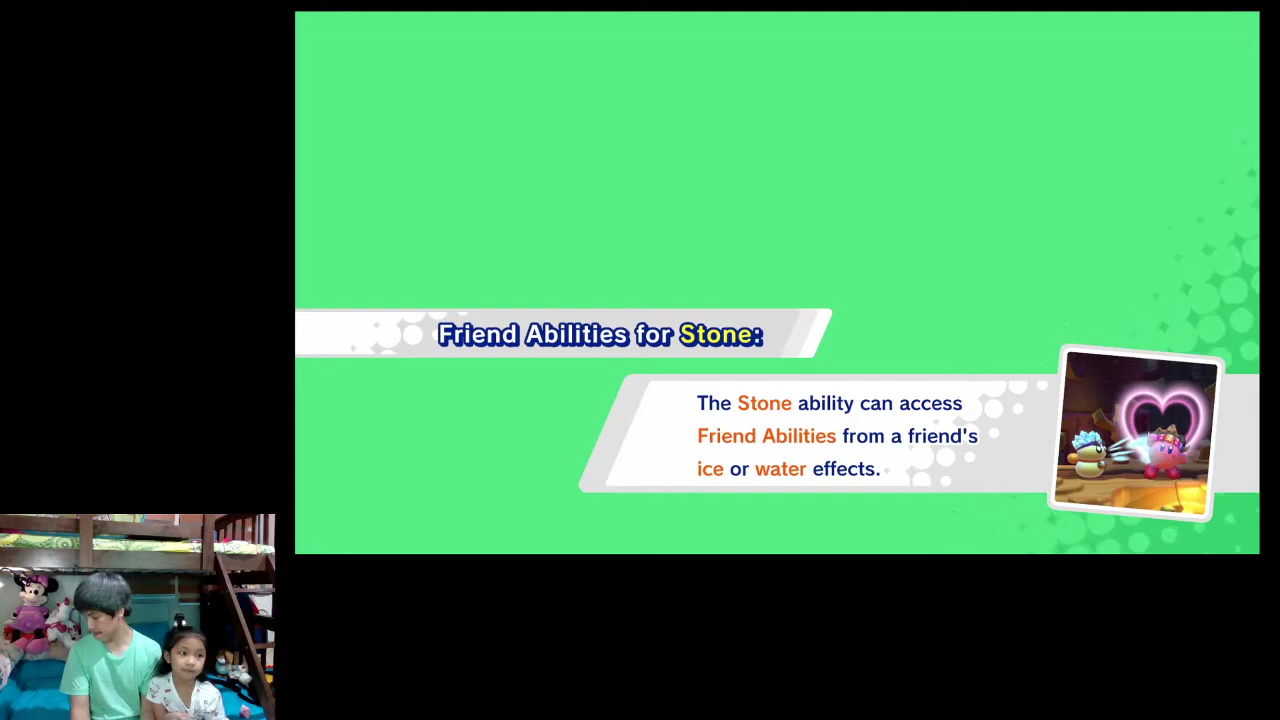 Friend Abilities for Stone:
The Stone ability can access
Friend Abilities from a friend's
ice or water effects.